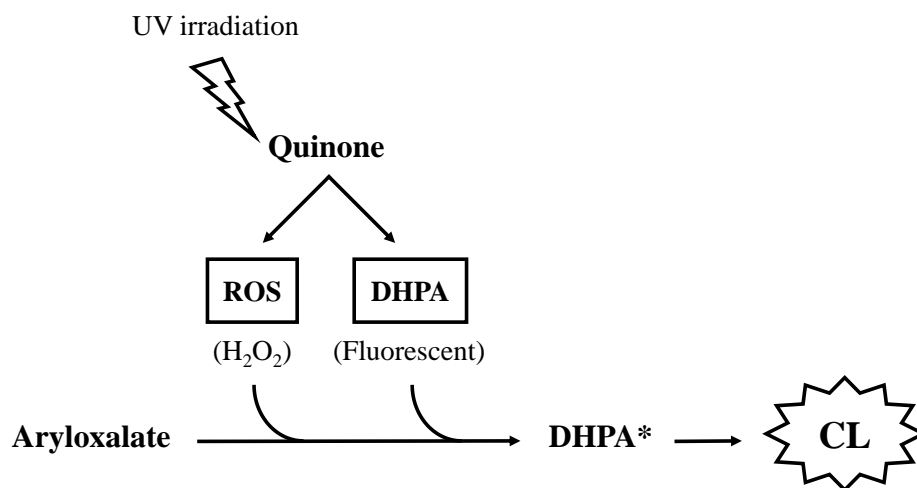 UV irradiation
Quinone
ROS DHPA
(H₂O₂) (Fluorescent)
Aryloxalate DHPA* CL